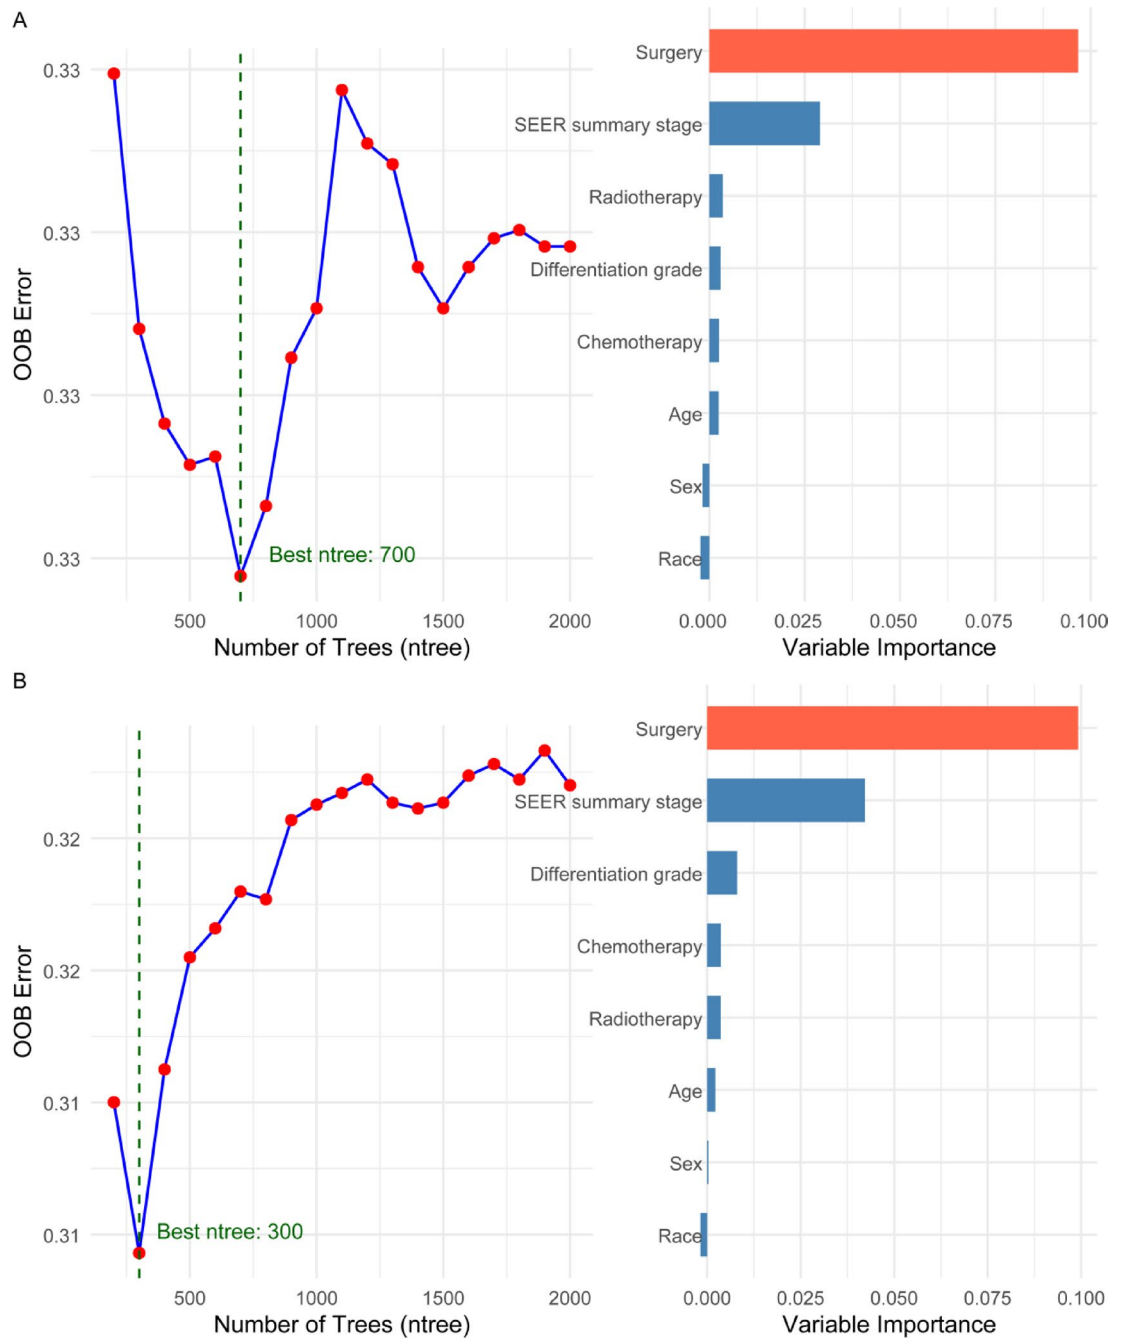 A
0.33
0.33
0.33
0.33
OOB Error
Best ntree: 700
500 1000 1500 2000
Number of Trees (ntree)
Surgery
SEER summary stage
Radiotherapy
Differentiation grade
Chemotherapy
Age
Sex
Race
0.000 0.025 0.050 0.075 0.100
Variable Importance
B
0.32
0.32
0.31
0.31
OOB Error
Best ntree: 300
500 1000 1500 2000
Number of Trees (ntree)
Surgery
SEER summary stage
Differentiation grade
Chemotherapy
Radiotherapy
Age
Sex
Race
0.000 0.025 0.050 0.075 0.100
Variable Importance